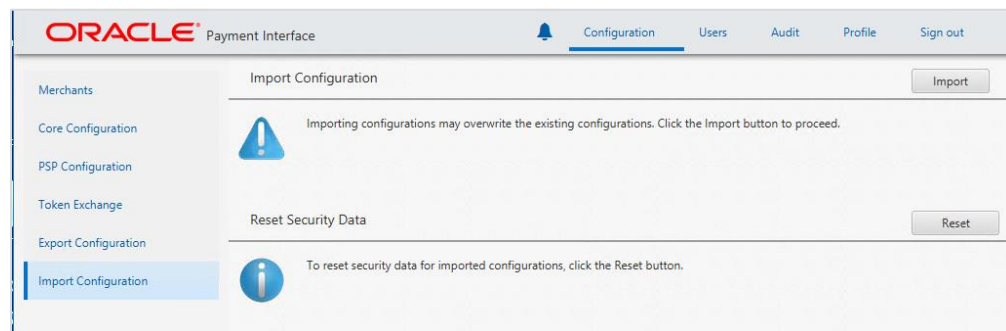 ORACLE® Payment Interface
Configuration Users Audit Profile Sign out
Merchants
Core Configuration
PSP Configuration
Token Exchange
Export Configuration
Import Configuration
Import Configuration
Import
Importing configurations may overwrite the existing configurations. Click the Import button to proceed.
Reset Security Data
Reset
To reset security data for imported configurations, click the Reset button.